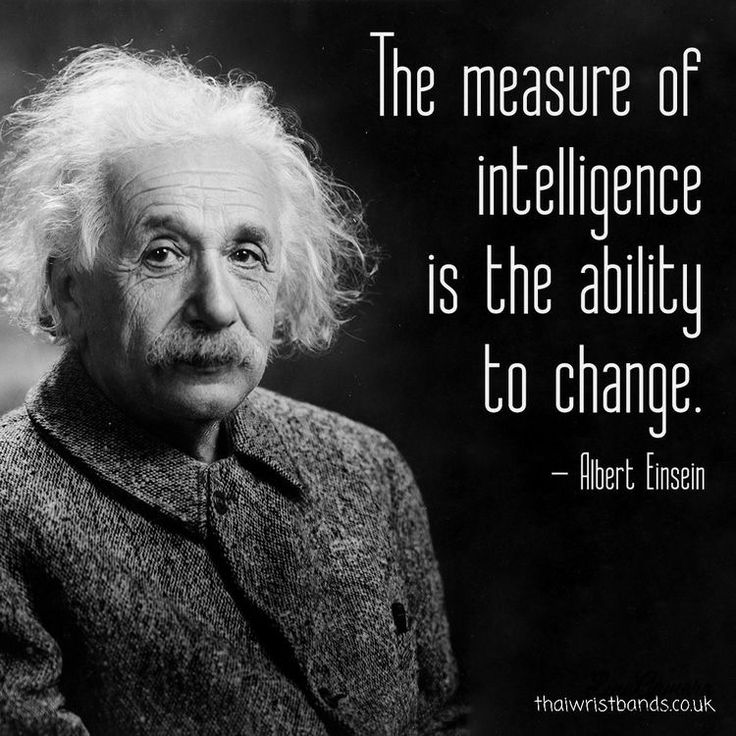 The measure of
intelligence
is the ability
to change.
– Albert Einsein
thaiwristbands.co.uk